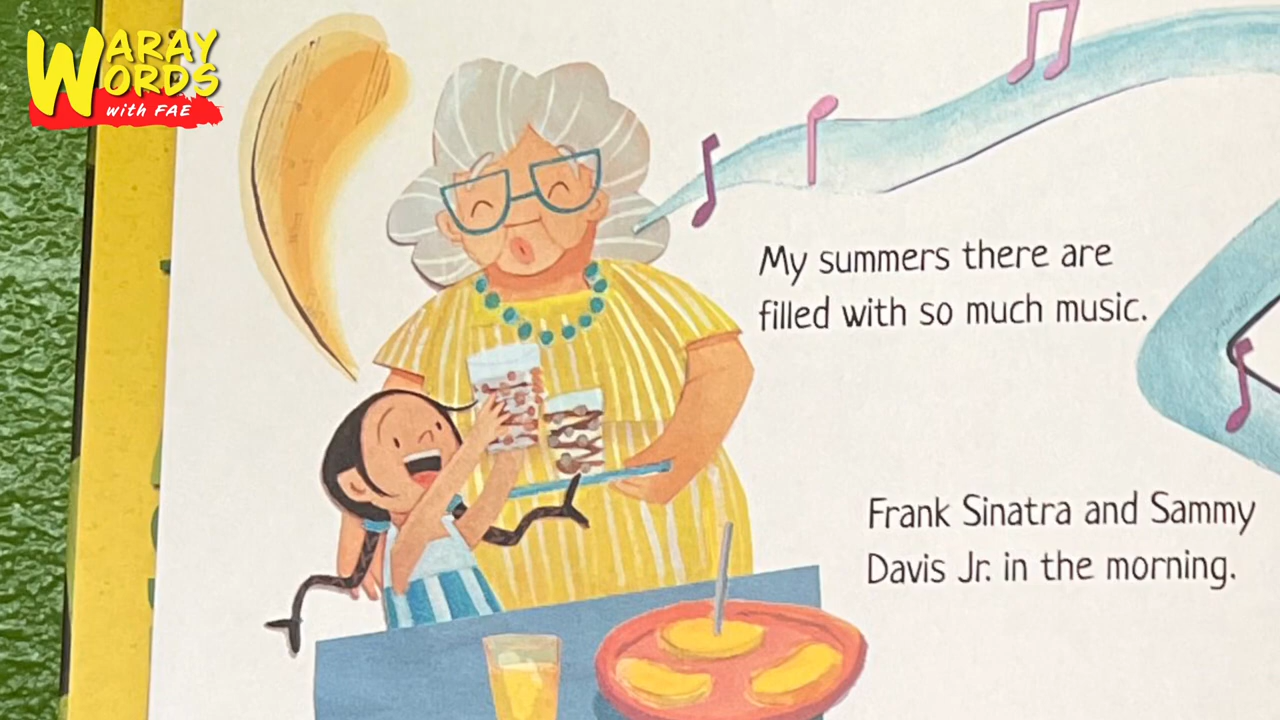 WARAY
WORDS
with FAE
My summers there are
filled with so much music.
Frank Sinatra and Sammy
Davis Jr. in the morning.